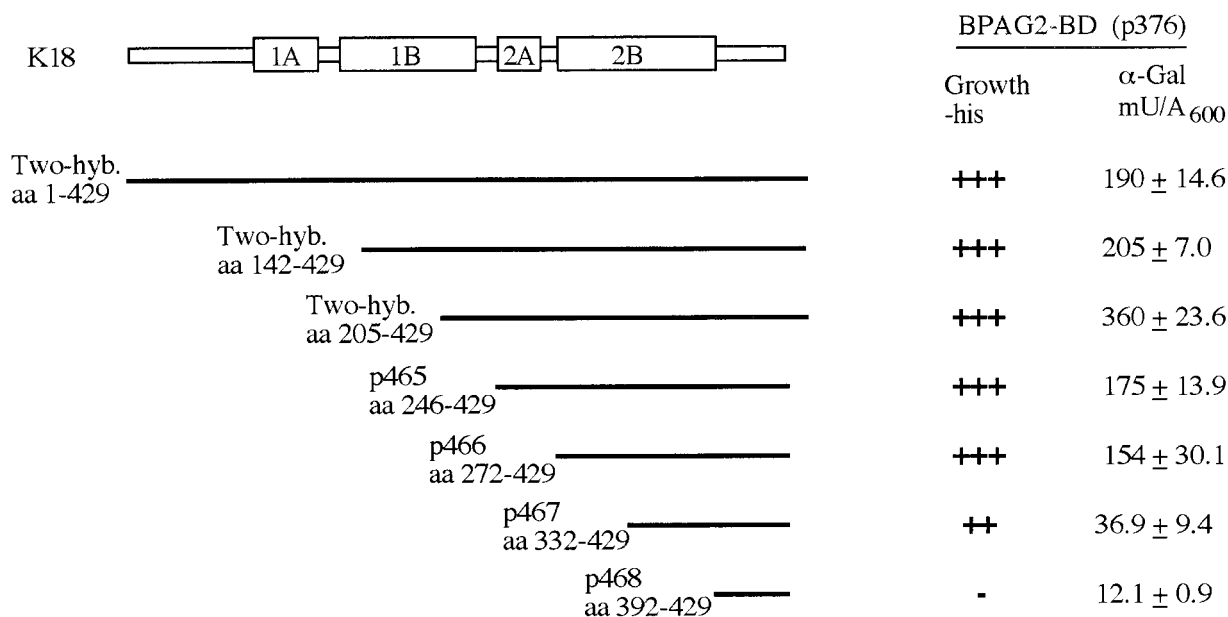 BPAG2-BD (p376)
K18 1A 1B 2A 2B
Growth -his
α-Gal mU/A600
Two-hyb.
aa 1-429 +++ 190 ± 14.6
Two-hyb.
aa 142-429 +++ 205 ± 7.0
Two-hyb.
aa 205-429 +++ 360 ± 23.6
p465
aa 246-429 +++ 175 ± 13.9
p466
aa 272-429 +++ 154 ± 30.1
p467
aa 332-429 ++ 36.9 ± 9.4
p468
aa 392-429 - 12.1 ± 0.9